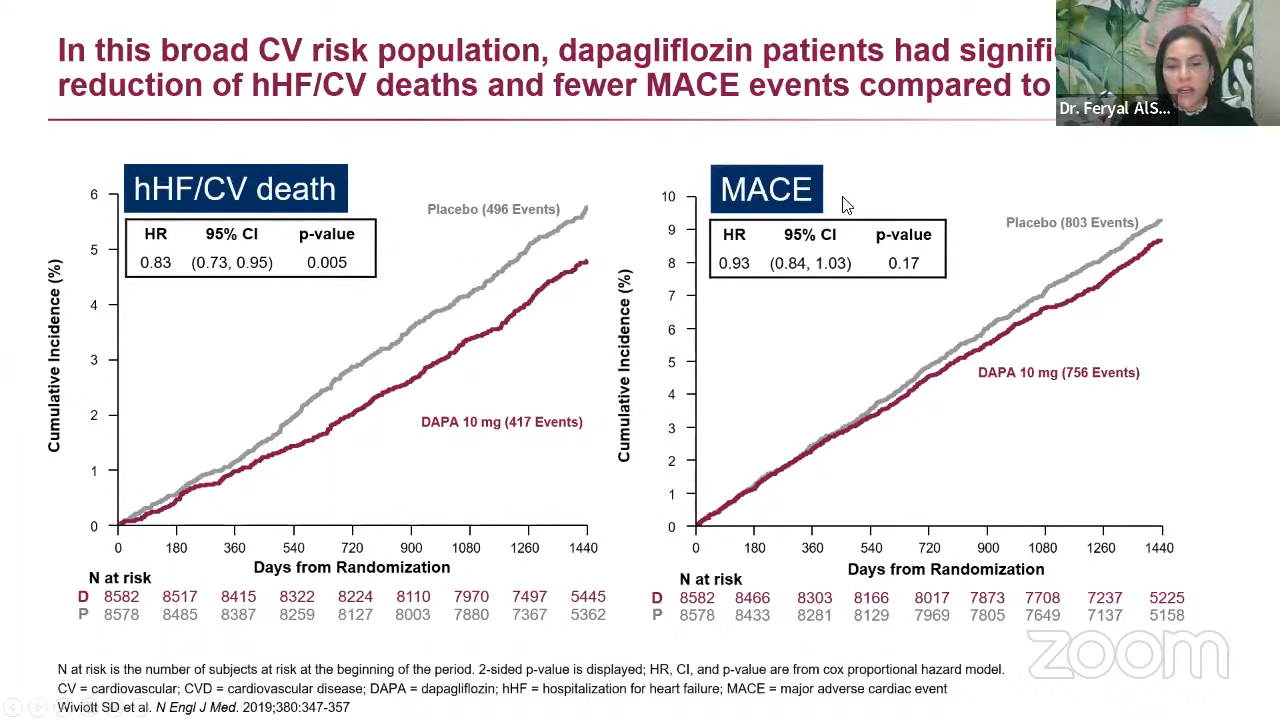 In this broad CV risk population, dapagliflozin patients had signifi
reduction of hHF/CV deaths and fewer MACE events compared to
Dr. Feryal AlS...
hHF/CV death
HR 95% CI p-value
0.83 (0.73, 0.95) 0.005
Placebo (496 Events)
DAPA 10 mg (417 Events)
Cumulative Incidence (%)
6
5
4
3
2
1
0
0 180 360 540 720 900 1080 1260 1440
Days from Randomization
N at risk
D 8582 8517 8415 8322 8224 8110 7970 7497 5445
P 8578 8485 8387 8259 8127 8003 7880 7367 5362
MACE
HR 95% CI p-value
0.93 (0.84, 1.03) 0.17
Placebo (803 Events)
DAPA 10 mg (756 Events)
Cumulative Incidence (%)
10
9
8
7
6
5
4
3
2
1
0
0 180 360 540 720 900 1080 1260 1440
Days from Randomization
N at risk
D 8582 8466 8303 8166 8017 7873 7708 7237 5225
P 8578 8433 8281 8129 7969 7805 7649 7137 5158
zoom
N at risk is the number of subjects at risk at the beginning of the period. 2-sided p-value is displayed; HR, CI, and p-value are from cox proportional hazard model.
CV = cardiovascular; CVD = cardiovascular disease; DAPA = dapagliflozin; hHF = hospitalization for heart failure; MACE = major adverse cardiac event
Wiviott SD et al. N Engl J Med. 2019;380:347-357